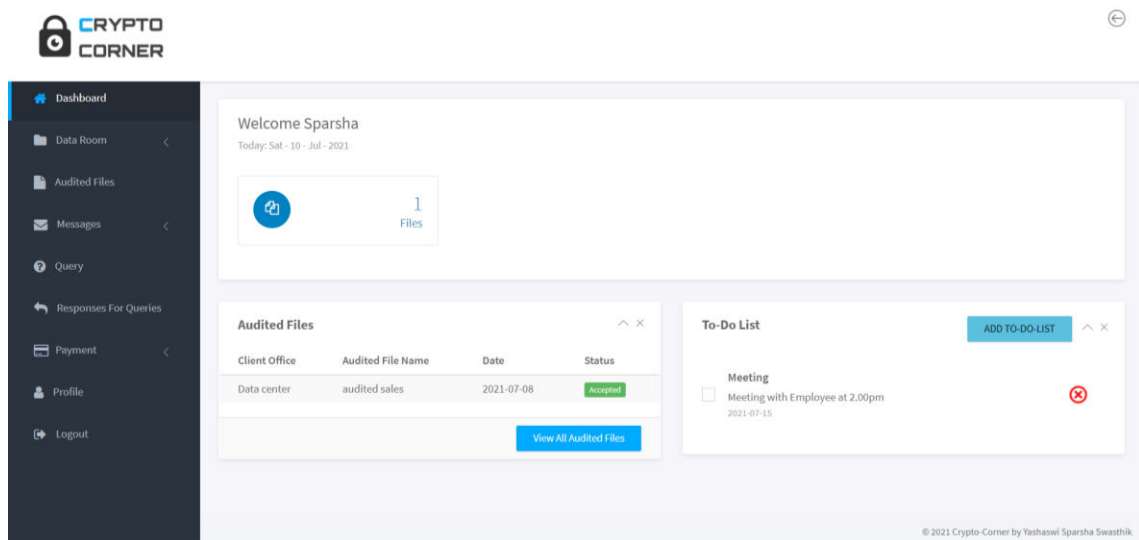 CRYPTO
CORNER
Dashboard
Data Room
Audited Files
Messages
Query
Responses For Queries
Payment
Profile
Logout
Welcome Sparsha
Today: Sat - 10 - Jul - 2021
1
Files
Audited Files
Client Office Audited File Name Date Status
Data center audited sales 2021-07-08 Accepted
View All Audited Files
To-Do List
ADD TO-DO-LIST
Meeting
Meeting with Employee at 2.00pm
2021-07-15
© 2021 Crypto-Corner by Yashaswi Sparsha Swasthik